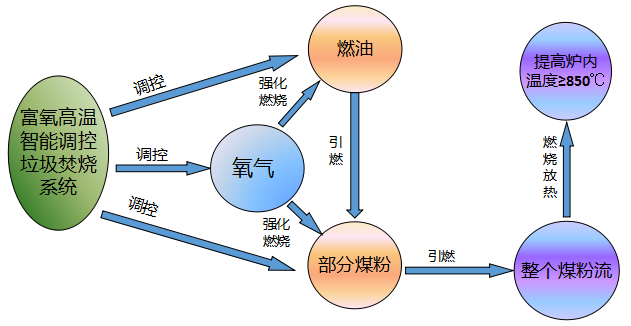 富氧高温
智能调控
垃圾焚烧
系统
调控
调控
调控
燃油
强化
燃烧
氧气
强化
燃烧
引
燃
部分煤粉
引燃
整个煤粉流
燃
烧
放
热
提高炉内
温度≥850℃